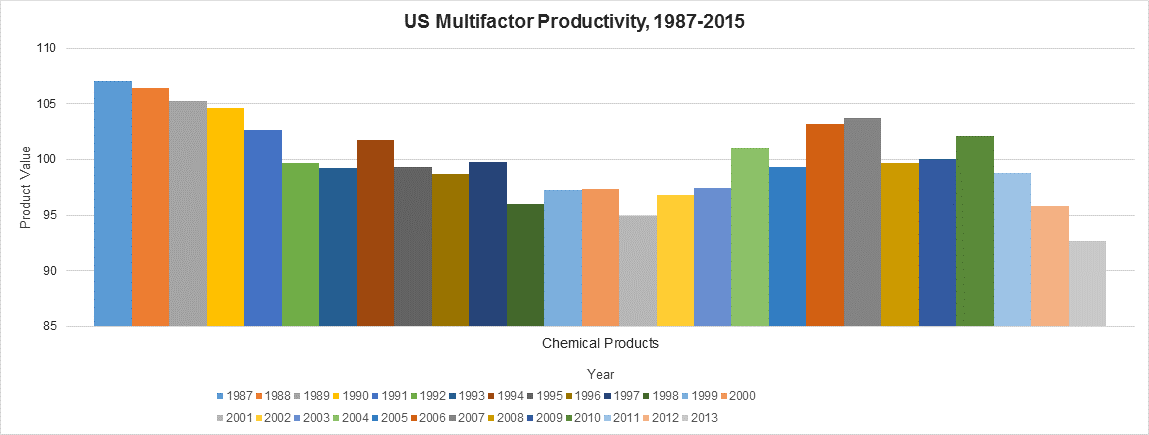 US Multifactor Productivity, 1987-2015
110
105
100
95
90
85
Product Value
Chemical Products
Year
1987 1988 1989 1990 1991 1992 1993 1994 1995 1996 1997 1998 1999 2000
2001 2002 2003 2004 2005 2006 2007 2008 2009 2010 2011 2012 2013